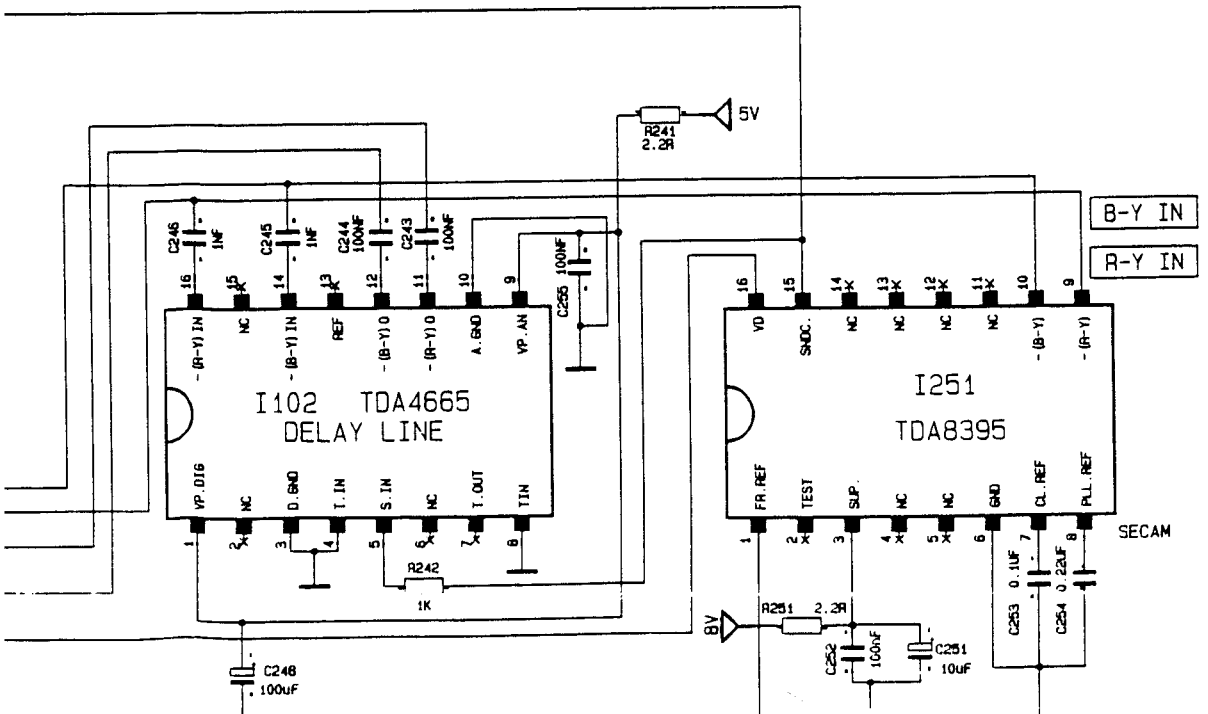 R241
2.2R
5V
B-Y IN
R-Y IN
C246
1NF
C245
1NF
C244
100NF
C243
100NF
C255
100NF
16
15
14
13
12
11
10
9
-(R-Y)IN
NC
-(B-Y)IN
REF
-(B-Y)O
-(R-Y)O
A.GND
VP.AN
I102 TDA4665
DELAY LINE
VP.DIG
NC
D.GND
T.IN
S.IN
NC
T.OUT
TIN
1
2
3
4
5
6
7
8
R242
1K
C248
100uF
16
15
14
13
12
11
10
9
VD
SNDC.
NC
NC
NC
NC
-(B-Y)
-(R-Y)
I251
TDA8395
FR.REF
TEST
SUP.
NC
NC
GND
CL.REF
PLL.REF
1
2
3
4
5
6
7
8
SECAM
8V
R251
2.2R
C252
100nF
C251
10uF
C253
0.1UF
C254
0.22UF